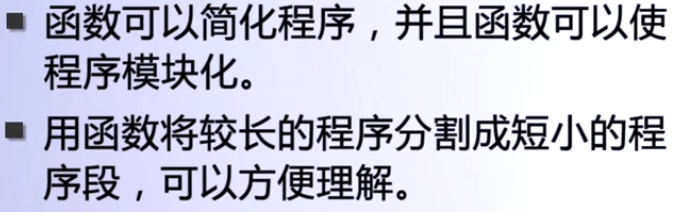 ■ 函数可以简化程序，并且函数可以使
程序模块化。
■ 用函数将较长的程序分割成短小的程
序段，可以方便理解。